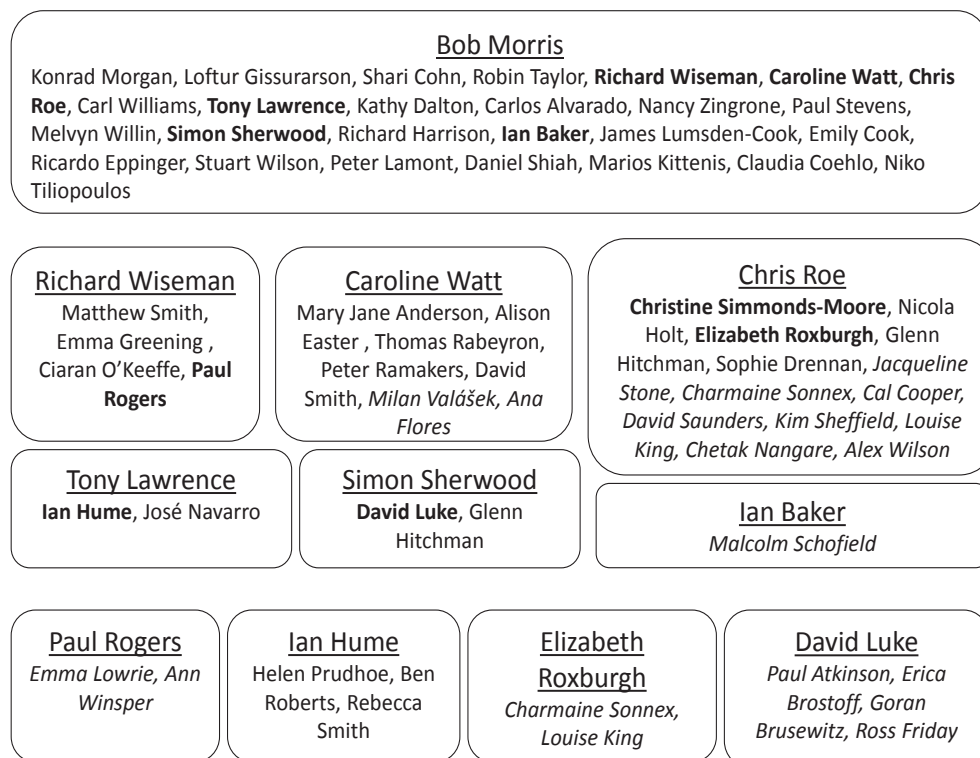 Bob Morris
Konrad Morgan, Loftur Gissurarson, Shari Cohn, Robin Taylor, Richard Wiseman, Caroline Watt, Chris
Roe, Carl Williams, Tony Lawrence, Kathy Dalton, Carlos Alvarado, Nancy Zingrone, Paul Stevens,
Melvyn Willin, Simon Sherwood, Richard Harrison, Ian Baker, James Lumsden-Cook, Emily Cook,
Ricardo Eppinger, Stuart Wilson, Peter Lamont, Daniel Shiah, Marios Kittenis, Claudia Coehlo, Niko
Tiliopoulos
Richard Wiseman
Matthew Smith,
Emma Greening ,
Ciaran O'Keeffe, Paul
Rogers
Caroline Watt
Mary Jane Anderson, Alison
Easter , Thomas Rabeyron,
Peter Ramakers, David
Smith, Milan Valášek, Ana
Flores
Chris Roe
Christine Simmonds-Moore, Nicola
Holt, Elizabeth Roxburgh, Glenn
Hitchman, Sophie Drennan, Jacqueline
Stone, Charmaine Sonnex, Cal Cooper,
David Saunders, Kim Sheffield, Louise
King, Chetak Nangare, Alex Wilson
Tony Lawrence
Ian Hume, José Navarro
Simon Sherwood
David Luke, Glenn
Hitchman
Ian Baker
Malcolm Schofield
Paul Rogers
Emma Lowrie, Ann
Winsper
Ian Hume
Helen Prudhoe, Ben
Roberts, Rebecca
Smith
Elizabeth
Roxburgh
Charmaine Sonnex,
Louise King
David Luke
Paul Atkinson, Erica
Brostoff, Goran
Brusewitz, Ross Friday